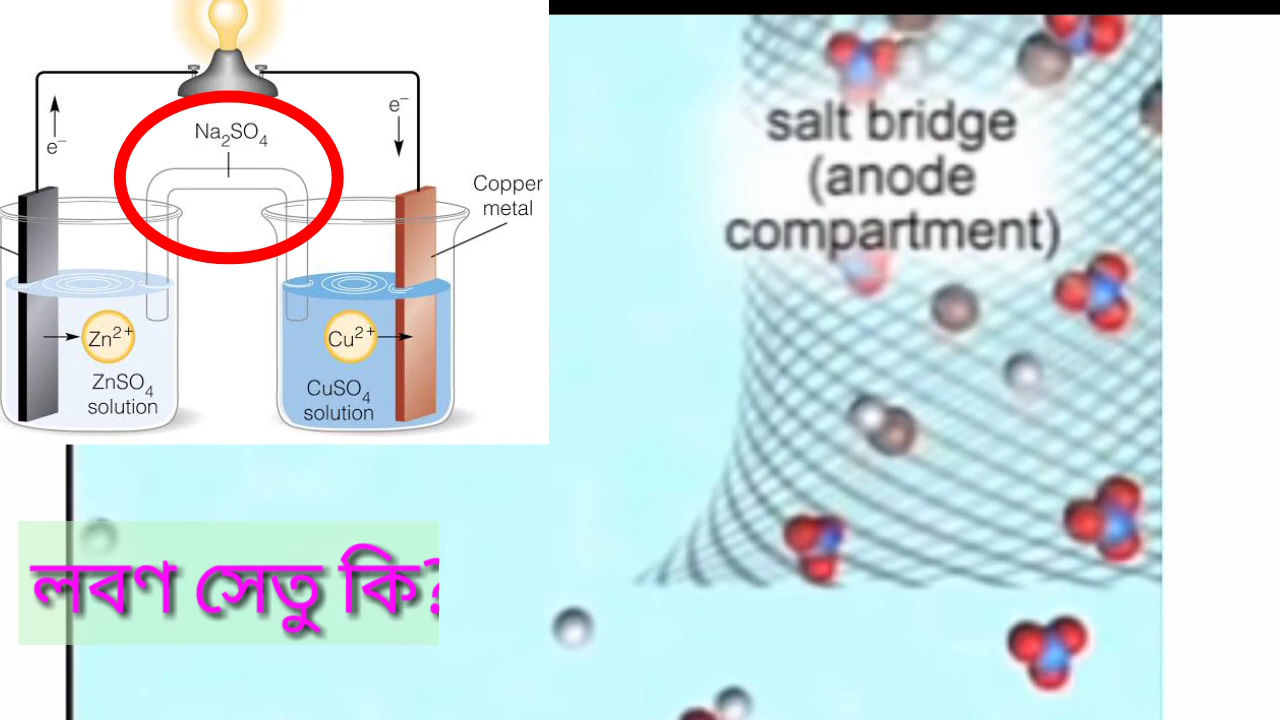 Na₂SO₄
e⁻
e⁻
Copper
metal
Zn²⁺
ZnSO₄
solution
Cu²⁺
CuSO₄
solution
salt bridge
(anode
compartment)
লবণ সেতু কি?